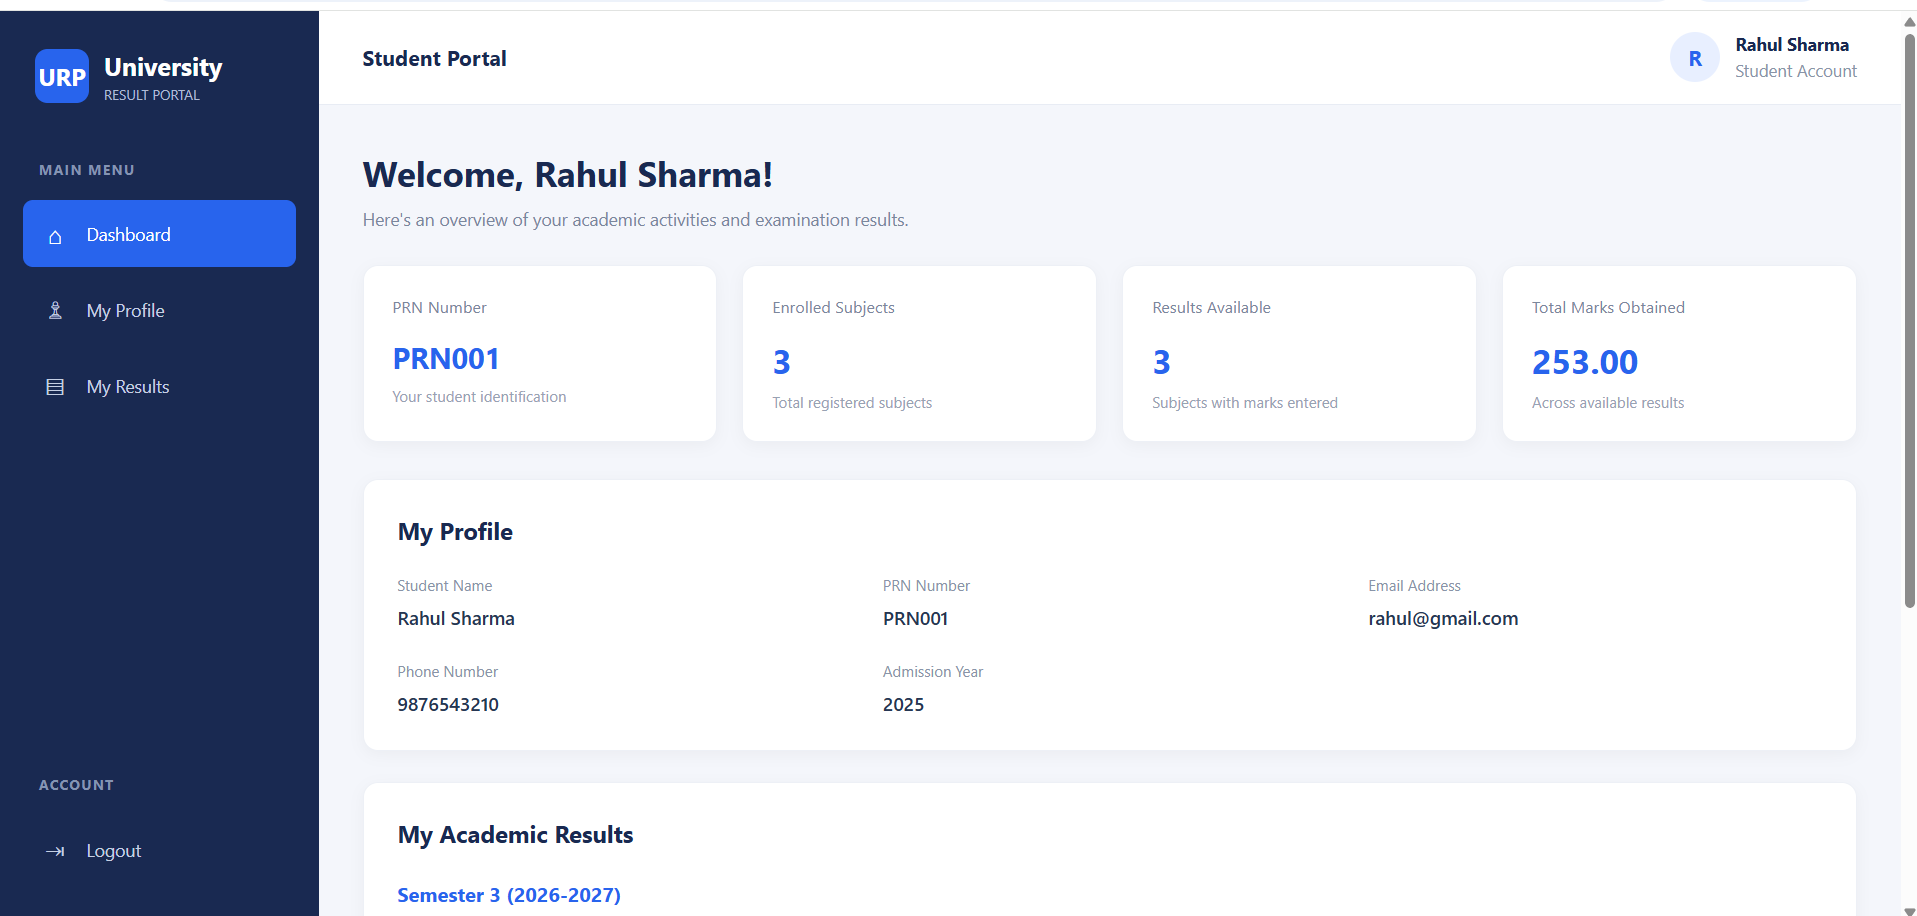 URP
University
RESULT PORTAL
MAIN MENU
Dashboard
My Profile
My Results
ACCOUNT
Logout
Student Portal
R
Rahul Sharma
Student Account
Welcome, Rahul Sharma!
Here's an overview of your academic activities and examination results.
PRN Number
PRN001
Your student identification
Enrolled Subjects
3
Total registered subjects
Results Available
3
Subjects with marks entered
Total Marks Obtained
253.00
Across available results
My Profile
Student Name
Rahul Sharma
PRN Number
PRN001
Email Address
rahul@gmail.com
Phone Number
9876543210
Admission Year
2025
My Academic Results
Semester 3 (2026-2027)